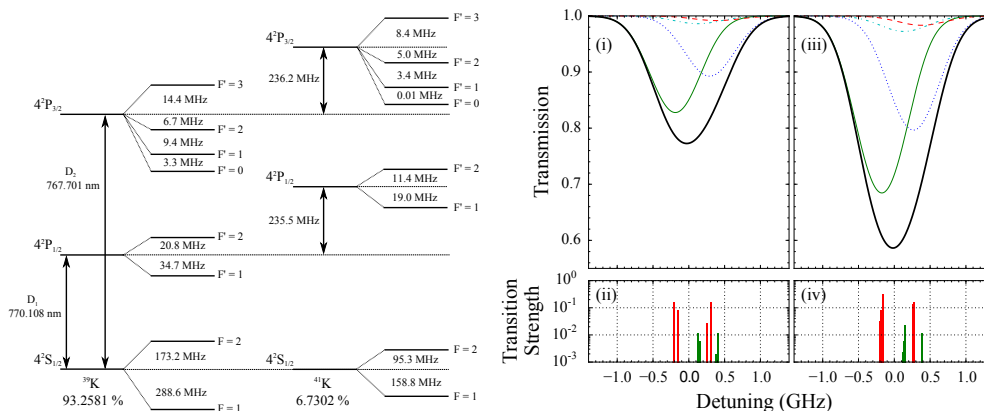 4²P₃/₂
F' = 3
14.4 MHz
6.7 MHz
F' = 2
9.4 MHz
F' = 1
3.3 MHz
F' = 0
D₂
767.701 nm
4²P₁/₂
F' = 2
20.8 MHz
34.7 MHz
F' = 1
D₁
770.108 nm
4²S₁/₂
F = 2
173.2 MHz
288.6 MHz
F = 1
³⁹K
93.2581 %
4²P₃/₂
F' = 3
8.4 MHz
5.0 MHz
F' = 2
3.4 MHz
F' = 1
0.01 MHz
F' = 0
236.2 MHz
4²P₁/₂
F' = 2
11.4 MHz
19.0 MHz
F' = 1
235.5 MHz
4²S₁/₂
F = 2
95.3 MHz
158.8 MHz
F = 1
⁴¹K
6.7302 %
Transmission
1.0
0.9
0.8
0.7
0.6
(i)
(iii)
Transition
Strength
10⁰
10⁻¹
10⁻²
10⁻³
(ii)
(iv)
−1.0 −0.5 0.0 0.5 1.0
−1.0 −0.5 0.0 0.5 1.0
Detuning (GHz)